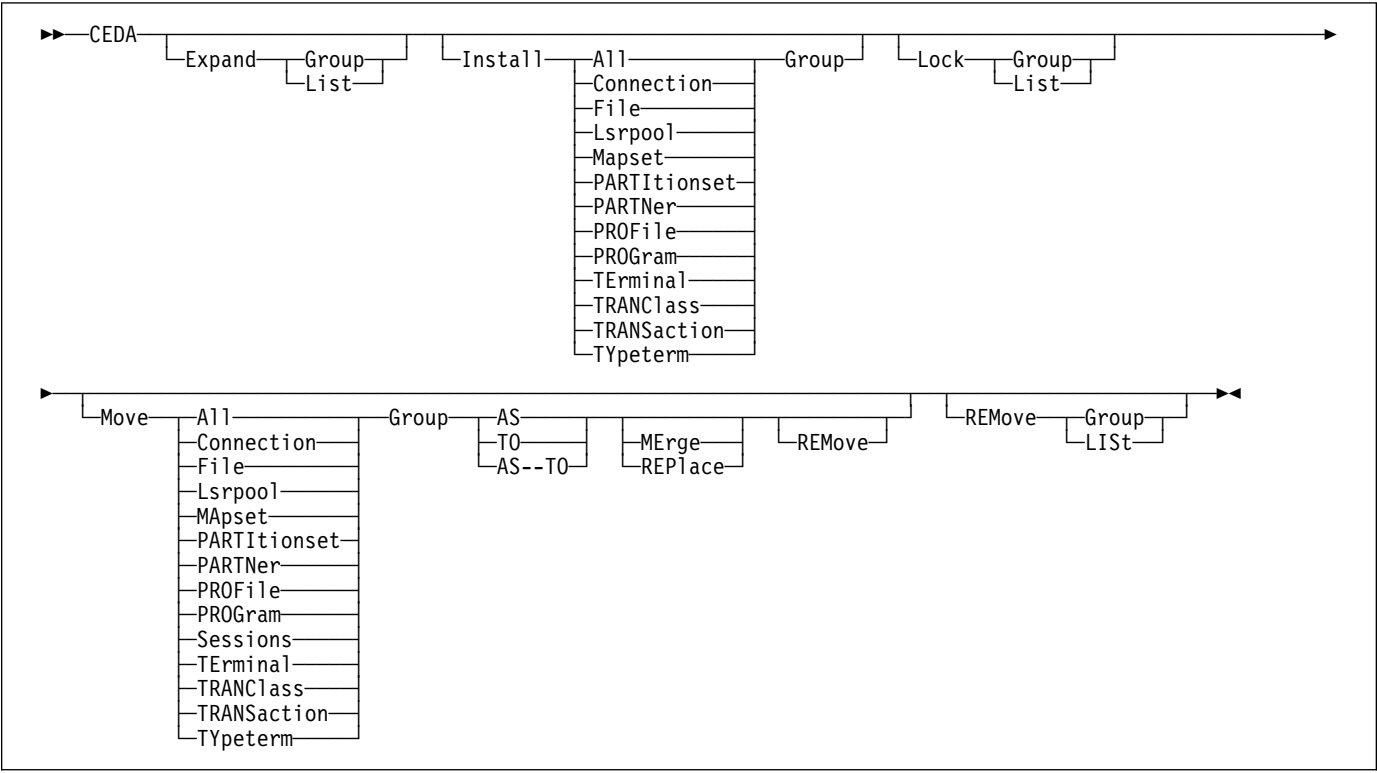 CEDA Expand Group Install All Group Lock Group
List Connection List
File
Lsrpool
Mapset
PARTItionset
PARTNer
PROFile
PROGram
TErminal
TRANClass
TRANSaction
TYpeterm
Move All Group AS MErge REMove REMove Group
Connection TO REPlace LISt
File AS--TO
Lsrpool
MApset
PARTItionset
PARTNer
PROFile
PROGram
Sessions
TErminal
TRANClass
TRANSaction
TYpeterm